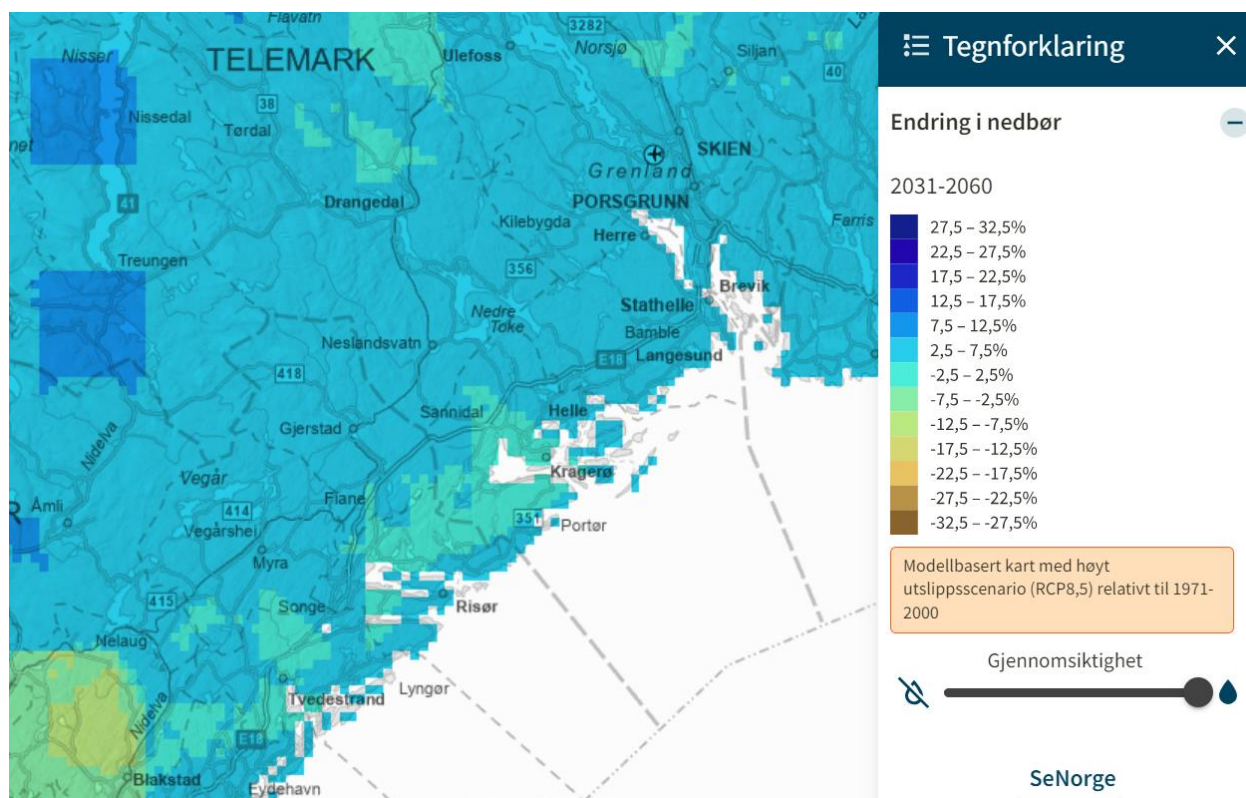 Flavatn
3282
Nisser
TELEMARK
Ulefoss
Norsjø
Siljan
40
38
Nissedal
Tørdal
SKIEN
Grenland
41
Drangedal
PORSGRUNN
Kilebygda
Herre
Farris
Treungen
356
Brevik
Stathelle
Nedre
Toke
Bamble
Neslandsvatn
E18
Langesund
418
Sannidal
Helle
Gjerstad
Nidelva
Kragerø
Vegår
Åmli
R
414
Fiane
351
Portør
Vegårshei
Myra
415
Songe
Risør
Nelaug
Lyngør
Tvedestrand
Nidelva
E18
Blakstad
Eydehavn
Tegnforklaring
Endring i nedbør
2031-2060
27,5 – 32,5%
22,5 – 27,5%
17,5 – 22,5%
12,5 – 17,5%
7,5 – 12,5%
2,5 – 7,5%
-2,5 – 2,5%
-7,5 – -2,5%
-12,5 – -7,5%
-17,5 – -12,5%
-22,5 – -17,5%
-27,5 – -22,5%
-32,5 – -27,5%
Modellbasert kart med høyt
utslippsscenario (RCP8,5) relativt til 1971-
2000
Gjennomsiktighet
SeNorge